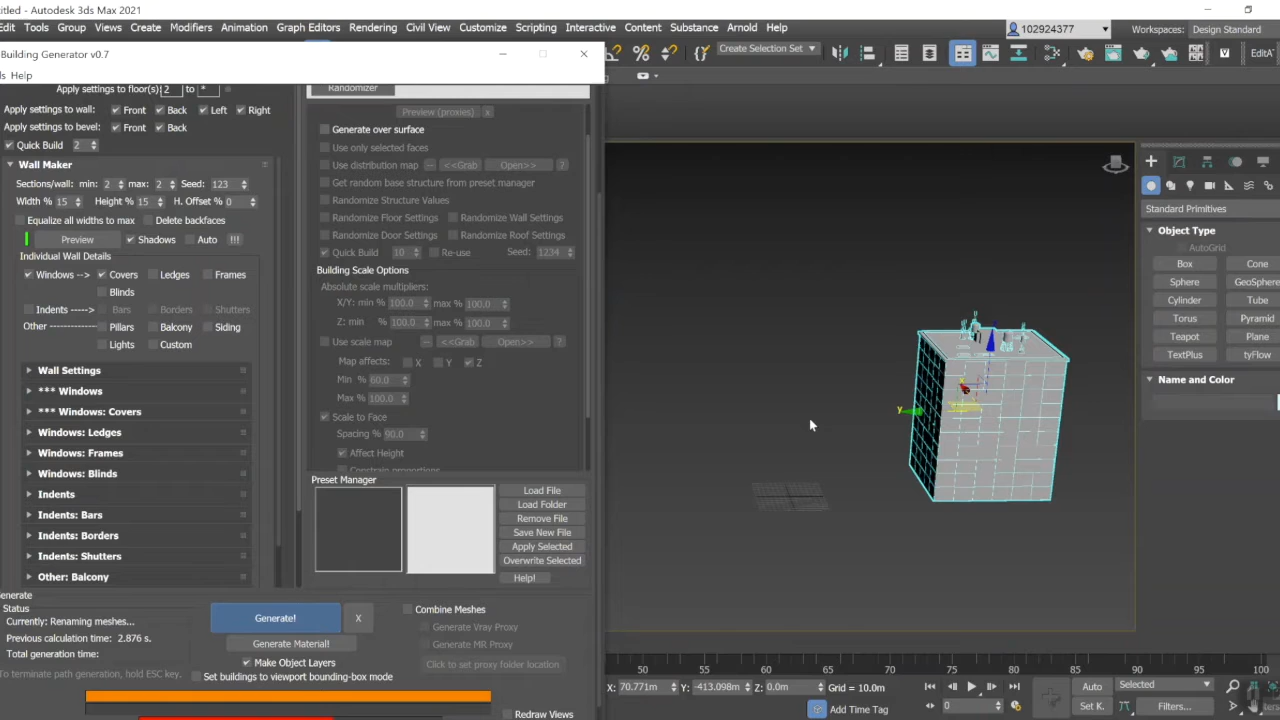 ntitled - Autodesk 3ds Max 2021
Edit Tools Group Views Create Modifiers Animation Graph Editors Rendering Civil View Customize Scripting Interactive Content Substance Arnold Help
102924377 Workspaces: Design Standard
Building Generator v0.7
Create Selection Set
EditA
ls Help
Apply settings to floor(s): 2 to *
Apply settings to wall: Front Back Left Right
Apply settings to bevel: Front Back
Quick Build 2
Wall Maker
Sections/wall: min: 2 max: 2 Seed: 123
Width % 15 Height % 15 H. Offset % 0
Equalize all widths to max Delete backfaces
Preview Shadows Auto !!!
Individual Wall Details
Windows --> Covers Ledges Frames
Blinds
Indents -----> Bars Borders Shutters
Other ------------ Pillars Balcony Siding
Lights Custom
Wall Settings
*** Windows
*** Windows: Covers
Windows: Ledges
Windows: Frames
Windows: Blinds
Indents
Indents: Bars
Indents: Borders
Indents: Shutters
Other: Balcony
Randomizer
Preview (proxies) x
Generate over surface
Use only selected faces
Use distribution map -- <<Grab Open>> ?
Get random base structure from preset manager
Randomize Structure Values
Randomize Floor Settings Randomize Wall Settings
Randomize Door Settings Randomize Roof Settings
Quick Build 10 Re-use Seed: 1234
Building Scale Options
Absolute scale multipliers:
X/Y: min % 100.0 max % 100.0
Z: min % 100.0 max % 100.0
Use scale map -- <<Grab Open>> ?
Map affects: X Y Z
Min % 60.0
Max % 100.0
Scale to Face
Spacing % 90.0
Affect Height
Constrain proportions
Preset Manager
Load File
Load Folder
Remove File
Save New File
Apply Selected
Overwrite Selected
Help!
enerate
Status
Currently: Renaming meshes...
Previous calculation time: 2.876 s.
Total generation time:
To terminate path generation, hold ESC key.
Generate! X
Generate Material!
Make Object Layers
Set buildings to viewport bounding-box mode
Combine Meshes
Generate Vray Proxy
Generate MR Proxy
Click to set proxy folder location
Redraw Views
x
y
Standard Primitives
Object Type
AutoGrid
Box Cone
Sphere GeoSphere
Cylinder Tube
Torus Pyramid
Teapot Plane
TextPlus tyFlow
Name and Color
50 55 60 65 70 75 80 85 90 95 100
X: 70.771m Y: -413.098m Z: 0.0m Grid = 10.0m
Add Time Tag
Auto Selected
0 Set K. Filters...